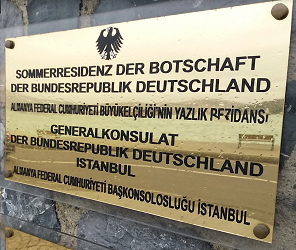 SOMMERRESIDENZ DER BOTSCHAFT
DER BUNDESREPUBLIK DEUTSCHLAND
ALMANYA FEDERAL CUMHURİYETİ BÜYÜKELÇİLİĞİ'NİN YAZLIK REZİDANSI
GENERALKONSULAT
DER BUNDESREPUBLIK DEUTSCHLAND
ISTANBUL
ALMANYA FEDERAL CUMHURİYETİ BAŞKONSOLOSLUĞU İSTANBUL